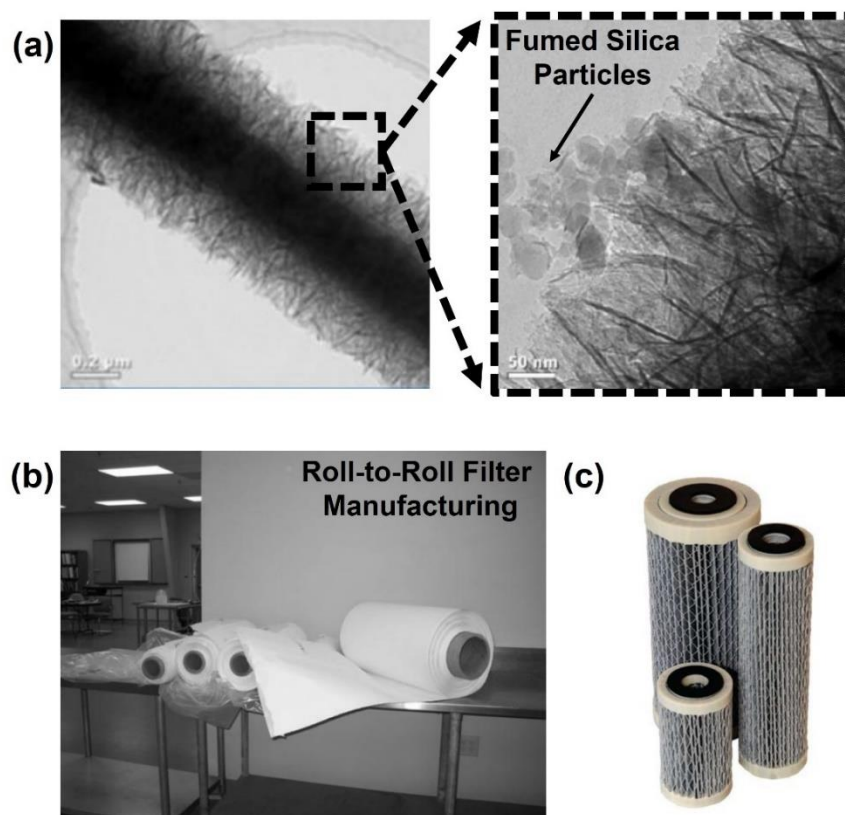 (a)
Fumed Silica
Particles
0.2 µm
50 nm
(b)
Roll-to-Roll Filter
Manufacturing
(c)